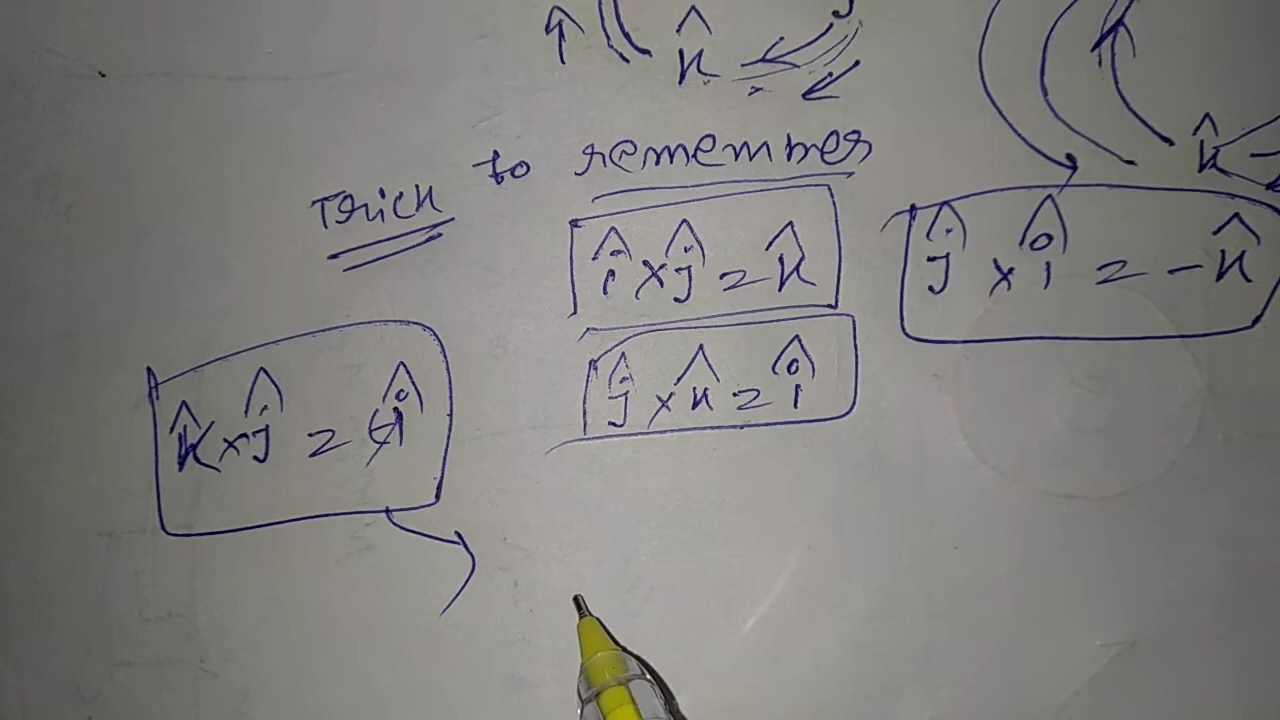 k̂
k̂
Trick to remember
î × ĵ = k̂
ĵ × î = -k̂
ĵ × k̂ = î
k̂ × ĵ =